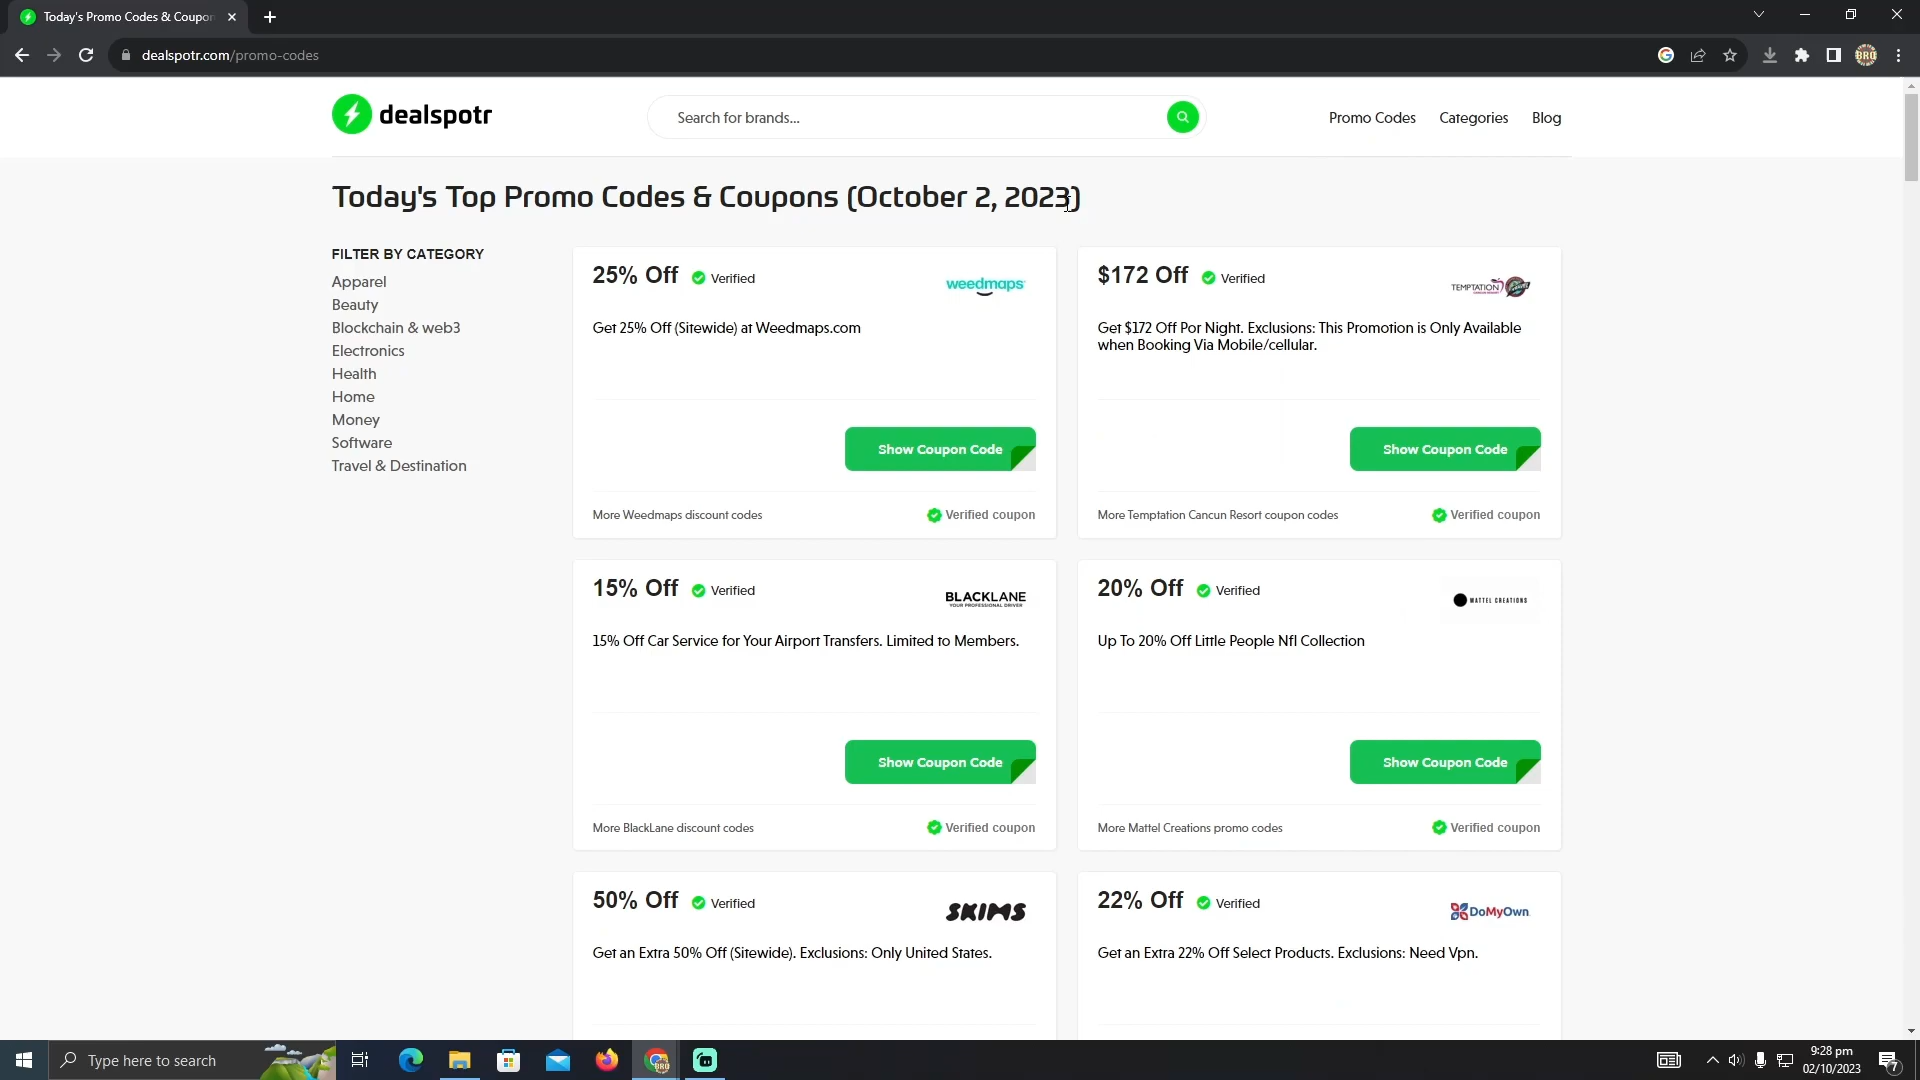 Today's Promo Codes & Coupon
dealspotr.com/promo-codes
BRO
dealspotr
Search for brands...
Promo Codes
Categories
Blog
Today's Top Promo Codes & Coupons (October 2, 2023)
FILTER BY CATEGORY
Apparel
Beauty
Blockchain & web3
Electronics
Health
Home
Money
Software
Travel & Destination
25% Off
Verified
weedmaps
Get 25% Off (Sitewide) at Weedmaps.com
Show Coupon Code
More Weedmaps discount codes
Verified coupon
$172 Off
Verified
TEMPTATION
Get $172 Off Por Night. Exclusions: This Promotion is Only Available
when Booking Via Mobile/cellular.
Show Coupon Code
More Temptation Cancun Resort coupon codes
Verified coupon
15% Off
Verified
BLACKLANE
YOUR PROFESSIONAL DRIVER
15% Off Car Service for Your Airport Transfers. Limited to Members.
Show Coupon Code
More BlackLane discount codes
Verified coupon
20% Off
Verified
MATTEL CREATIONS
Up To 20% Off Little People Nfl Collection
Show Coupon Code
More Mattel Creations promo codes
Verified coupon
50% Off
Verified
SKIMS
Get an Extra 50% Off (Sitewide). Exclusions: Only United States.
22% Off
Verified
DoMyOwn
Get an Extra 22% Off Select Products. Exclusions: Need Vpn.
Type here to search
BRO
9:28 pm
02/10/2023
7